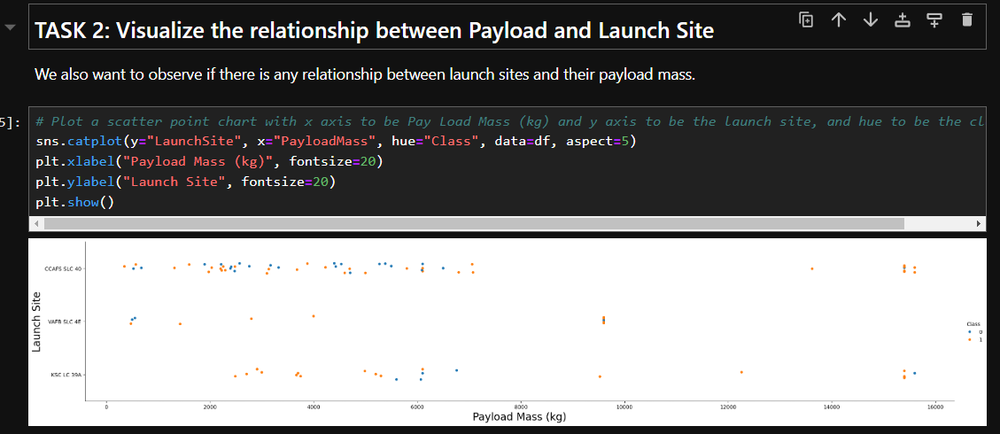 TASK 2: Visualize the relationship between Payload and Launch Site
We also want to observe if there is any relationship between launch sites and their payload mass.
5]:
# Plot a scatter point chart with x axis to be Pay Load Mass (kg) and y axis to be the launch site, and hue to be the cl
sns.catplot(y="LaunchSite", x="PayloadMass", hue="Class", data=df, aspect=5)
plt.xlabel("Payload Mass (kg)", fontsize=20)
plt.ylabel("Launch Site", fontsize=20)
plt.show()
Launch Site
CCAFS SLC 40
VAFB SLC 4E
KSC LC 39A
Class
0
1
0 2000 4000 6000 8000 10000 12000 14000 16000
Payload Mass (kg)